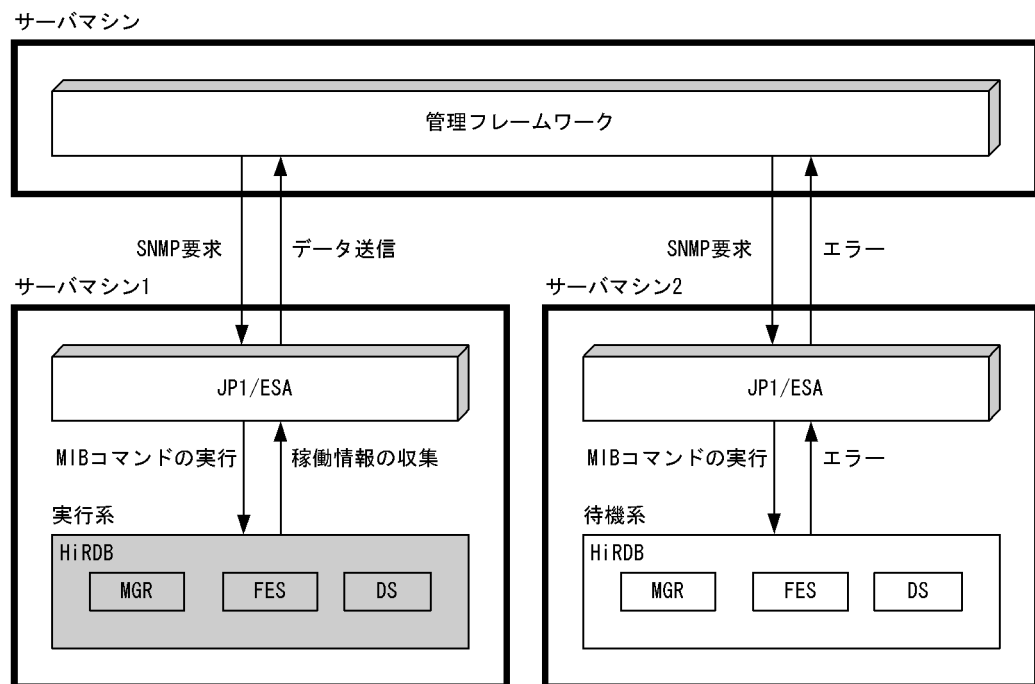 サーバマシン
管理フレームワーク
SNMP要求
データ送信
SNMP要求
エラー
サーバマシン1
サーバマシン2
JP1/ESA
JP1/ESA
MIBコマンドの実行
稼働情報の収集
MIBコマンドの実行
エラー
実行系
待機系
HiRDB
HiRDB
MGR
FES
DS
MGR
FES
DS